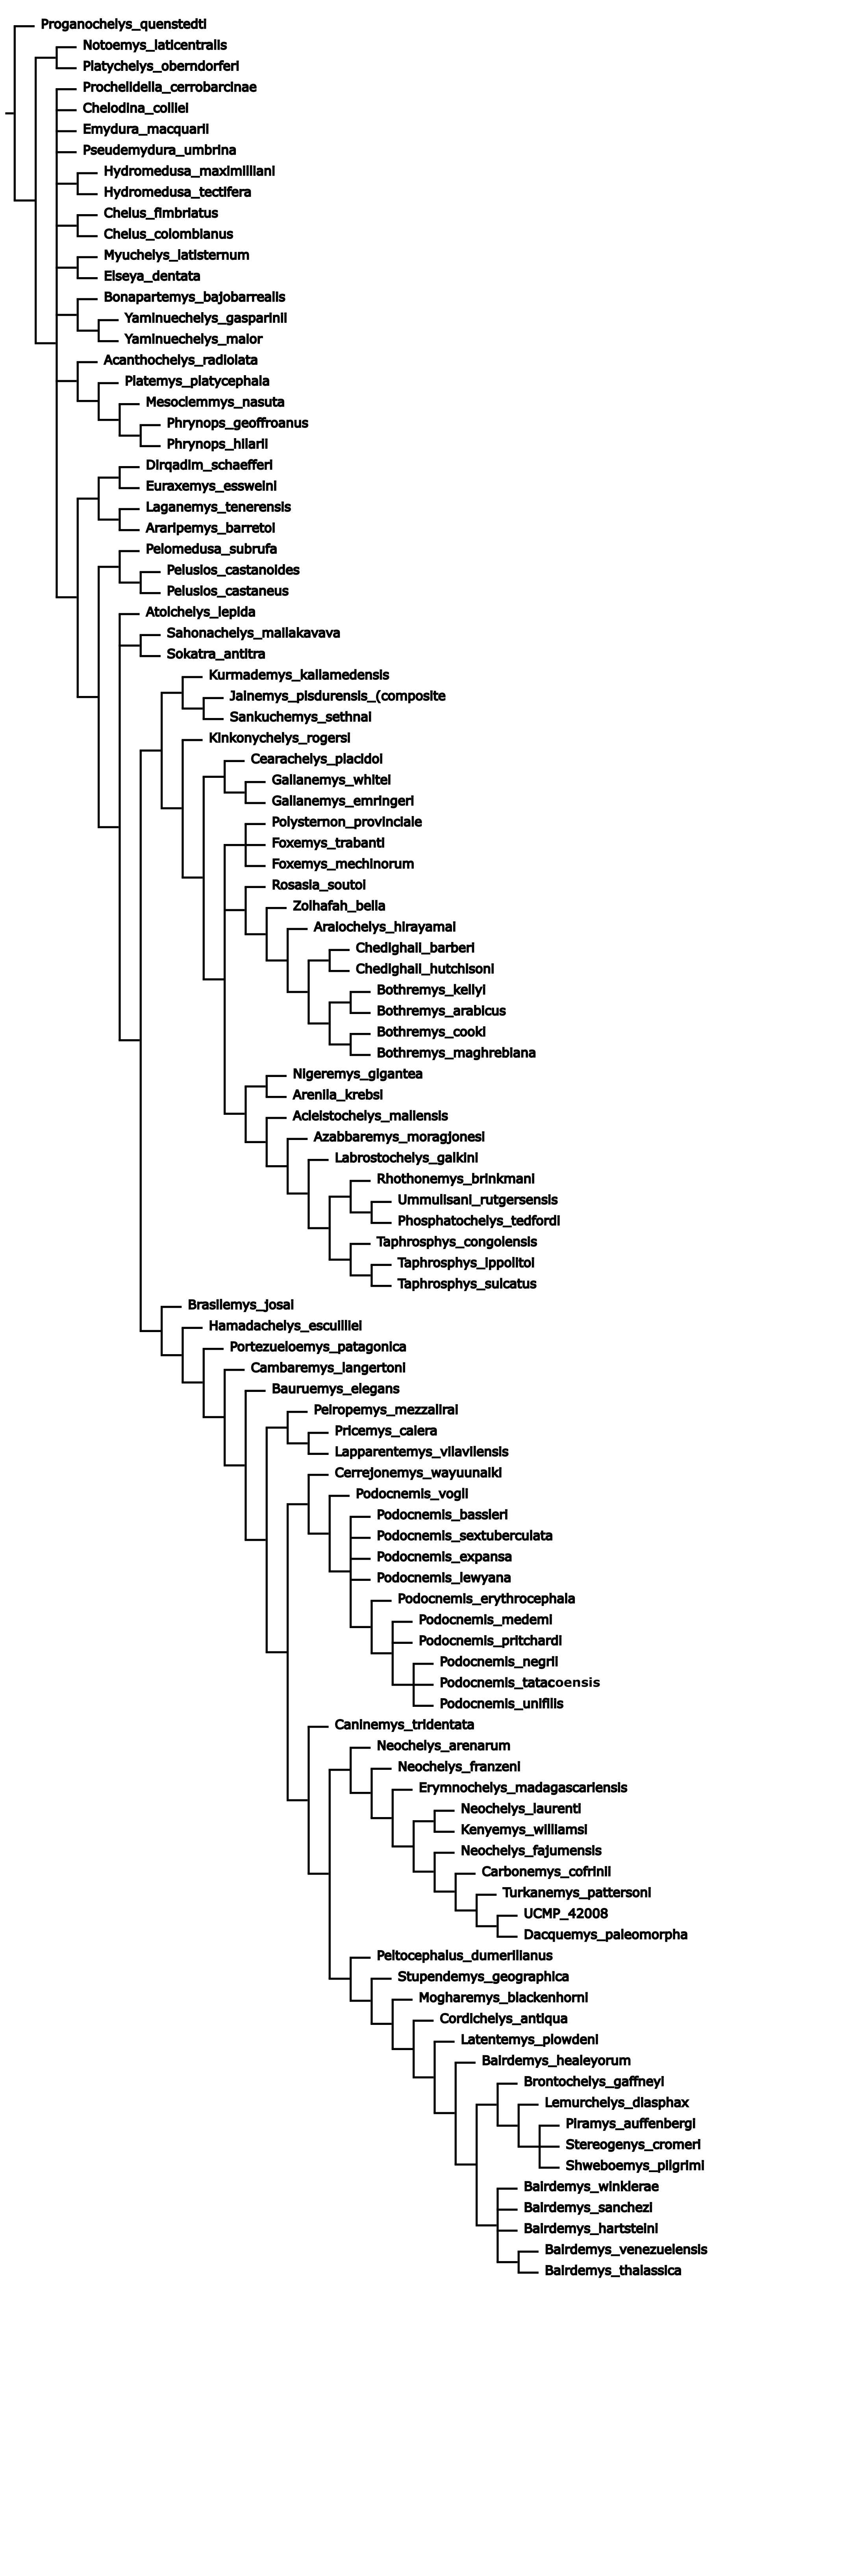 Proganochelys_quenstedti
Notoemys_laticentralis
Platychelys_oberndorferi
Prochelidella_cerrobarcinae
Chelodina_colliei
Emydura_macquarii
Pseudemydura_umbrina
Hydromedusa_maximiliani
Hydromedusa_tectifera
Chelus_fimbriatus
Chelus_colombianus
Myuchelys_latisternum
Elseya_dentata
Bonapartemys_bajobarrealis
Yaminuechelys_gasparinii
Yaminuechelys_maior
Acanthochelys_radiolata
Platemys_platycephala
Mesoclemmys_nasuta
Phrynops_geoffroanus
Phrynops_hilarii
Dirqadim_schaefferi
Euraxemys_essweini
Laganemys_tenerensis
Araripemys_barretoi
Pelomedusa_subrufa
Pelusios_castanoides
Pelusios_castaneus
Atolchelys_lepida
Sahonachelys_mailakavava
Sokatra_antitra
Kurmademys_kallamedensis
Jainemys_pisdurensis_(composite
Sankuchemys_sethnai
Kinkonychelys_rogersi
Cearachelys_placidoi
Galianemys_whitei
Galianemys_emringeri
Polysternon_provinciale
Foxemys_trabanti
Foxemys_mechinorum
Rosasia_soutoi
Zolhafah_bella
Araiochelys_hirayamai
Chedighaii_barberi
Chedighaii_hutchisoni
Bothremys_kellyi
Bothremys_arabicus
Bothremys_cooki
Bothremys_maghrebiana
Nigeremys_gigantea
Arenila_krebsi
Acleistochelys_maliensis
Azabbaremys_moragjonesi
Labrostochelys_galkini
Rhothonemys_brinkmani
Ummulisani_rutgersensis
Phosphatochelys_tedfordi
Taphrosphys_congolensis
Taphrosphys_ippolitoi
Taphrosphys_sulcatus
Brasilemys_josai
Hamadachelys_escuilliei
Portezueloemys_patagonica
Cambaremys_langertoni
Bauruemys_elegans
Peiropemys_mezzalirai
Pricemys_caiera
Lapparentemys_vilavilensis
Cerrejonemys_wayuunaiki
Podocnemis_vogli
Podocnemis_bassleri
Podocnemis_sextuberculata
Podocnemis_expansa
Podocnemis_lewyana
Podocnemis_erythrocephala
Podocnemis_medemi
Podocnemis_pritchardi
Podocnemis_negrii
Podocnemis_tatacoensis
Podocnemis_unifilis
Caninemys_tridentata
Neochelys_arenarum
Neochelys_franzeni
Erymnochelys_madagascariensis
Neochelys_laurenti
Kenyemys_williamsi
Neochelys_fajumensis
Carbonemys_cofrinii
Turkanemys_pattersoni
UCMP_42008
Dacquemys_paleomorpha
Peltocephalus_dumerilianus
Stupendemys_geographica
Mogharemys_blackenhorni
Cordichelys_antiqua
Latentemys_plowdeni
Bairdemys_healeyorum
Brontochelys_gaffneyi
Lemurchelys_diasphax
Piramys_auffenbergi
Stereogenys_cromeri
Shweboemys_pilgrimi
Bairdemys_winklerae
Bairdemys_sanchezi
Bairdemys_hartsteini
Bairdemys_venezuelensis
Bairdemys_thalassica